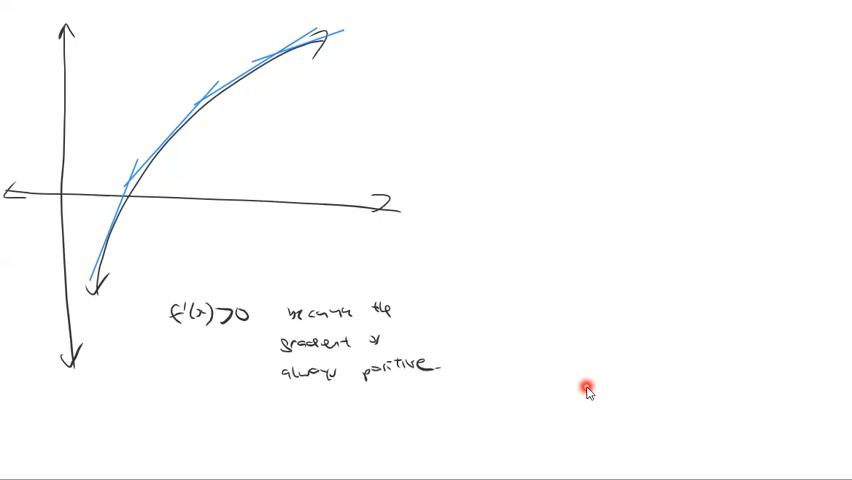 f'(x)>0 because the
gradient is
always positive.